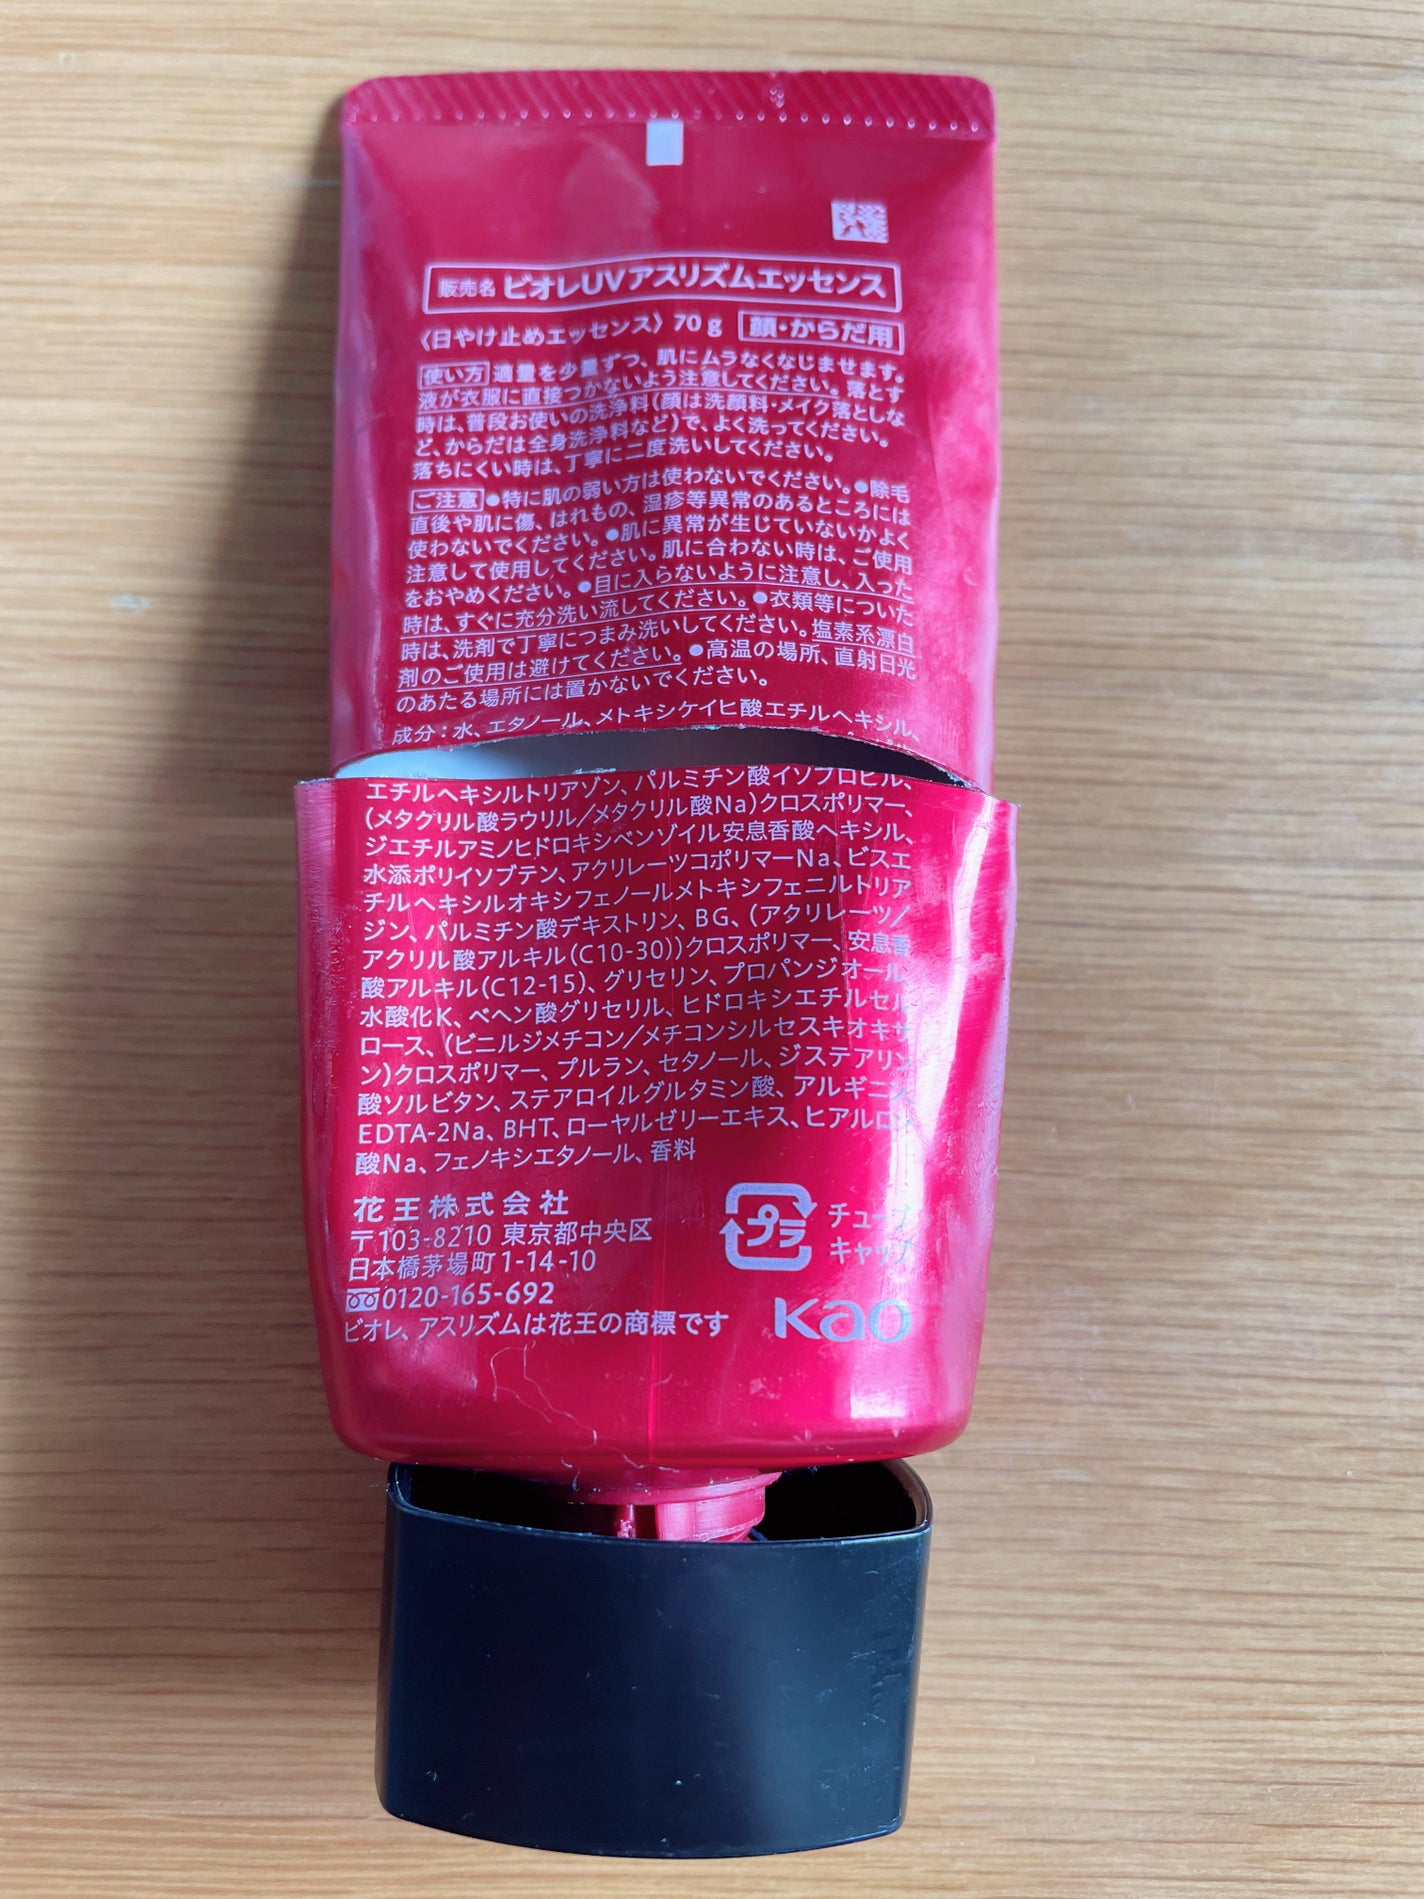 販売名 ビオレUVアスリズムエッセンス
〈日やけ止めエッセンス〉70g 顔・からだ用
使い方 適量を少量ずつ、肌にムラなくなじませます。
液が衣服に直接つかないよう注意してください。落とす
時は、普段お使いの洗浄料(顔は洗顔料・メイク落としな
ど、からだは全身洗浄料など)で、よく洗ってください。
落ちにくい時は、丁寧に二度洗いしてください。
ご注意 ●特に肌の弱い方は使わないでください。●除毛
直後や肌に傷、はれもの、湿疹等異常のあるところには
使わないでください。●肌に異常が生じていないかよく
注意して使用してください。肌に合わない時は、ご使用
をおやめください。●目に入らないように注意し、入った
時は、すぐに充分洗い流してください。●衣類等についた
時は、洗剤で丁寧につまみ洗いしてください。塩素系漂白
剤のご使用は避けてください。●高温の場所、直射日光
のあたる場所には置かないでください。
成分：水、エタノール、メトキシケイヒ酸エチルヘキシル、
エチルヘキシルトリアゾン、パルミチン酸イソプロピル、
(メタクリル酸ラウリル／メタクリル酸Na)クロスポリマー、
ジエチルアミノヒドロキシベンゾイル安息香酸ヘキシル、
水添ポリイソブテン、アクリレーツコポリマーNa、ビスエ
チルヘキシルオキシフェノールメトキシフェニルトリア
ジン、パルミチン酸デキストリン、BG、(アクリレーツ／
アクリル酸アルキル(C10-30))クロスポリマー、安息香
酸アルキル(C12-15)、グリセリン、プロパンジオール、
水酸化K、ベヘン酸グリセリル、ヒドロキシエチルセル
ロース、(ビニルジメチコン／メチコンシルセスキオキサ
ン)クロスポリマー、プルラン、セタノール、ジステアリン
酸ソルビタン、ステアロイルグルタミン酸、アルギニン、
EDTA-2Na、BHT、ローヤルゼリーエキス、ヒアルロン
酸Na、フェノキシエタノール、香料
花王株式会社
〒103-8210 東京都中央区
日本橋茅場町1-14-10
0120-165-692
ビオレ、アスリズムは花王の商標です
プラ
チューブ
キャップ
Kao